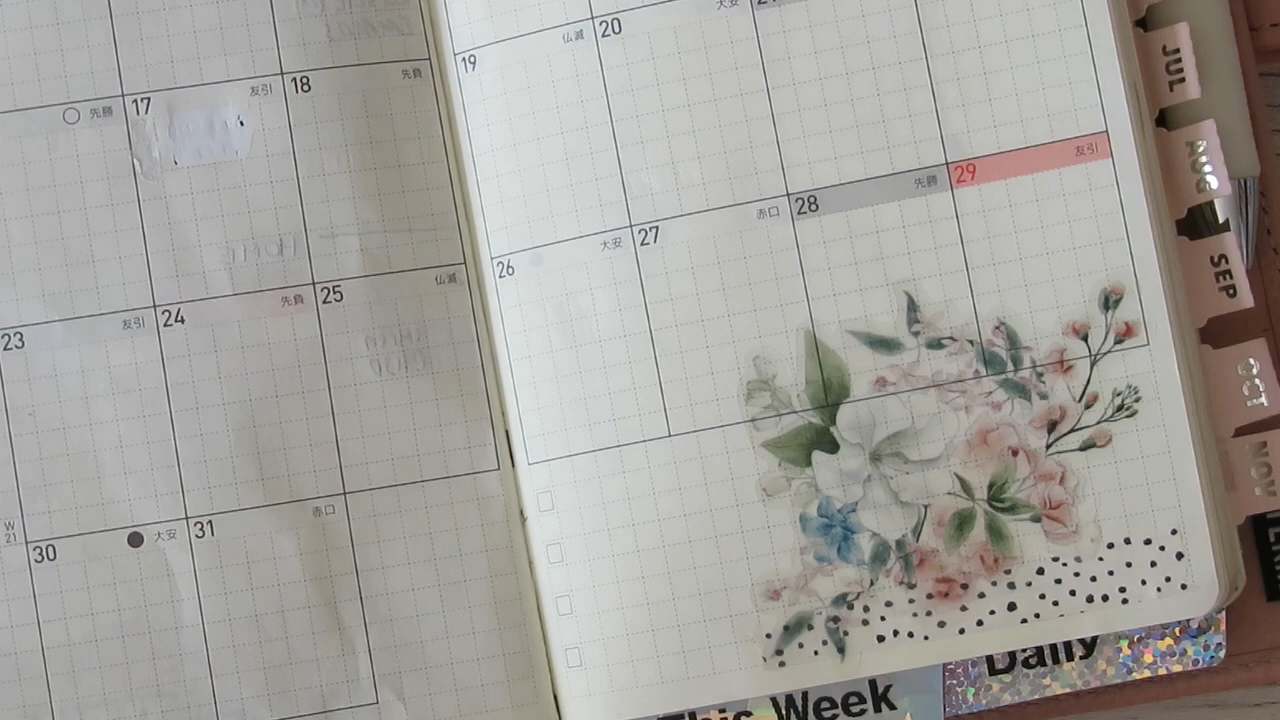 大安
19 仏滅
20
先勝
17 友引
18 先負
26 大安
27 赤口
28 先勝
29 友引
23 友引
24 先負
25 仏滅
W
21
30 大安
31 赤口
JUL
AUG
SEP
OCT
NOV
This Week
Daily